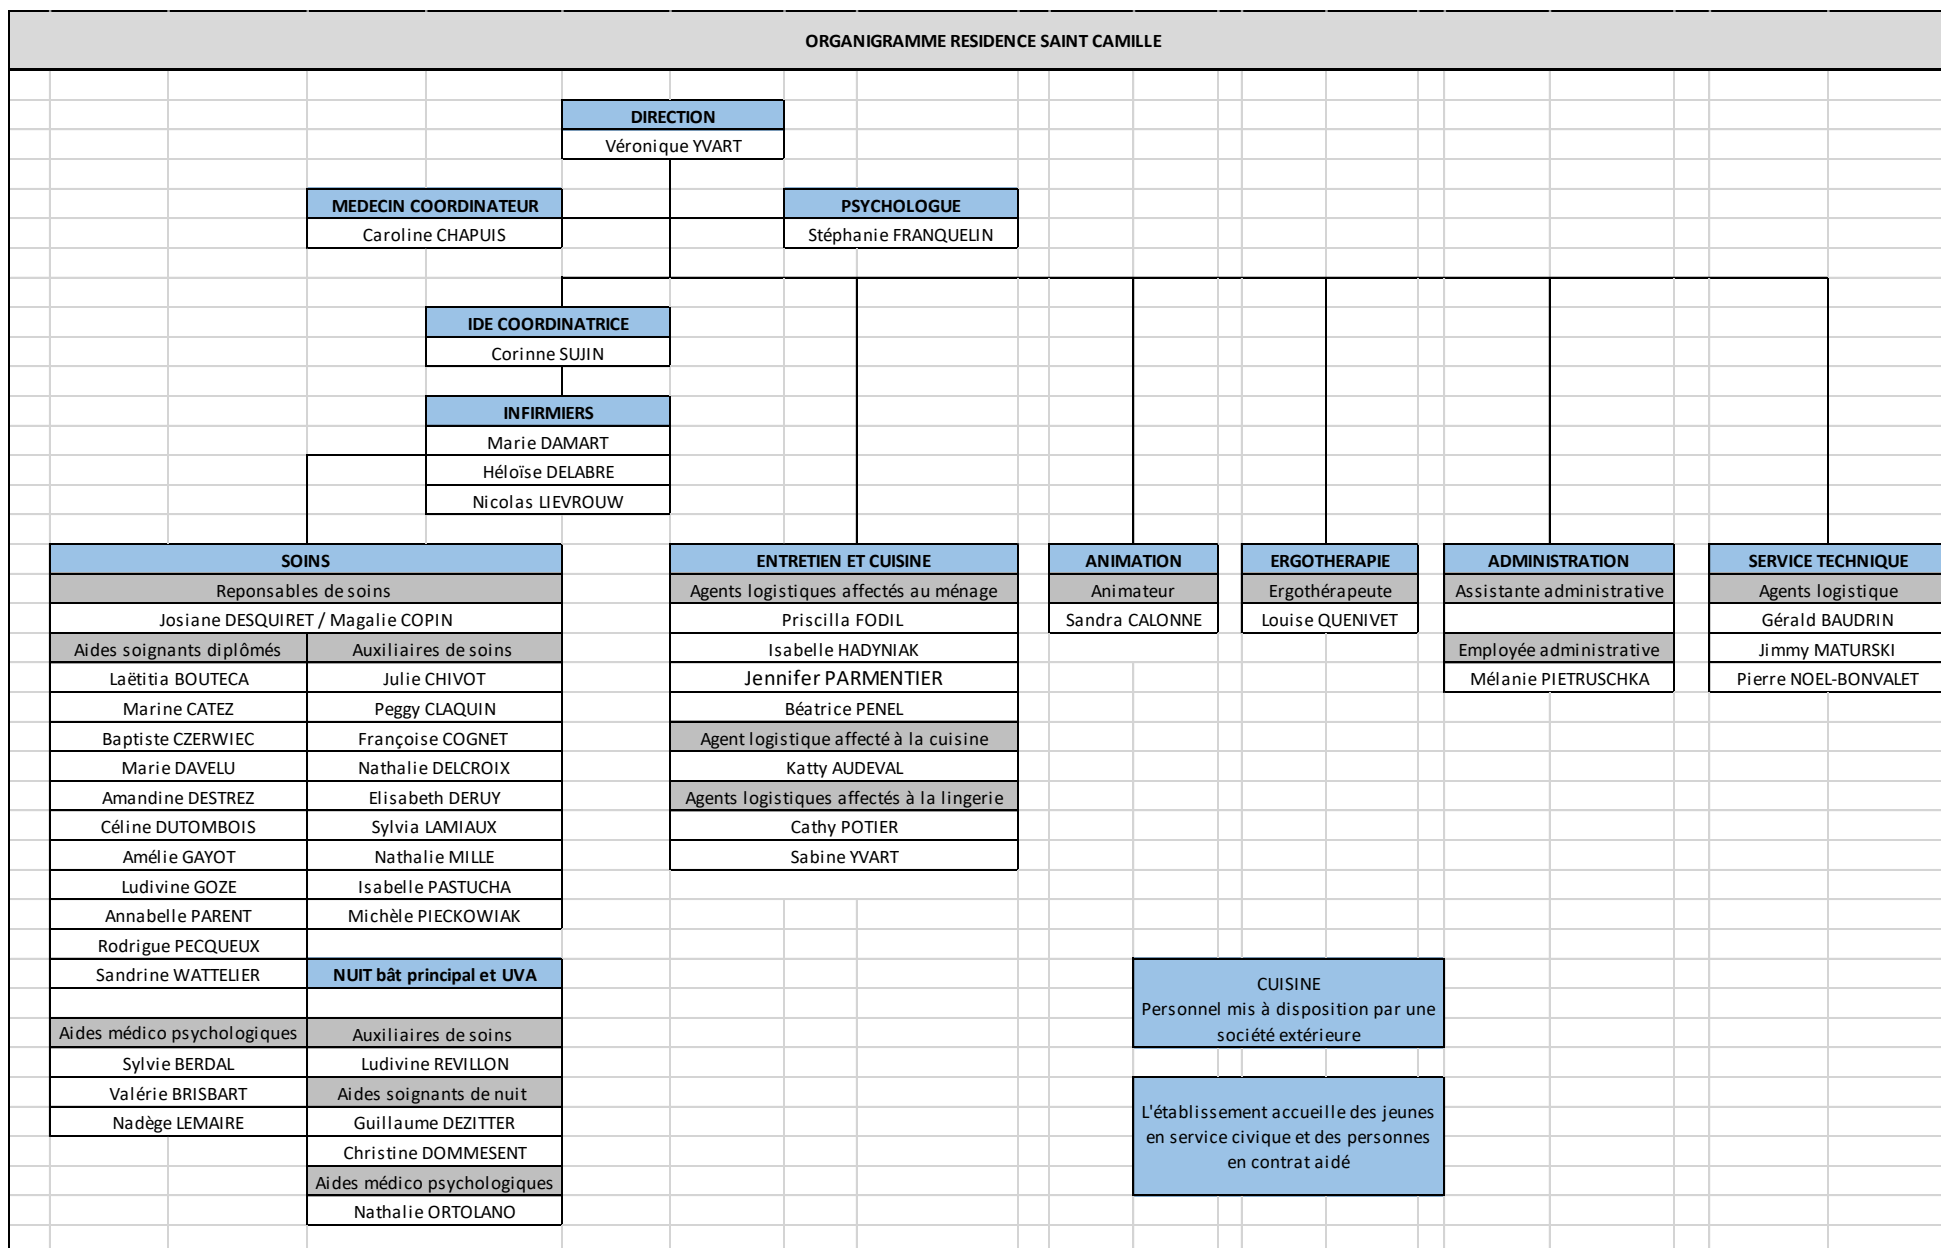 ORGANIGRAMME RESIDENCE SAINT CAMILLE
DIRECTION
Véronique YVART
MEDECIN COORDINATEUR
Caroline CHAPUIS
PSYCHOLOGUE
Stéphanie FRANQUELIN
IDE COORDINATRICE
Corinne SUJIN
INFIRMIERS
Marie DAMART
Héloïse DELABRE
Nicolas LIEVROUW
SOINS
Reponsables de soins
Josiane DESQUIRET / Magalie COPIN
Aides soignants diplômés
Laëtitia BOUTECA
Marine CATEZ
Baptiste CZERWIEC
Marie DAVELU
Amandine DESTREZ
Céline DUTOMBOIS
Amélie GAYOT
Ludivine GOZE
Annabelle PARENT
Rodrigue PECQUEUX
Sandrine WATTELIER
Aides médico psychologiques
Sylvie BERDAL
Valérie BRISBART
Nadège LEMAIRE
Auxiliaires de soins
Julie CHIVOT
Peggy CLAQUIN
Françoise COGNET
Nathalie DELCROIX
Elisabeth DERUY
Sylvia LAMIAUX
Nathalie MILLE
Isabelle PASTUCHA
Michèle PIECKOWIAK
NUIT bât principal et UVA
Auxiliaires de soins
Ludivine REVILLON
Aides soignants de nuit
Guillaume DEZITTER
Christine DOMMESENT
Aides médico psychologiques
Nathalie ORTOLANO
ENTRETIEN ET CUISINE
Agents logistiques affectés au ménage
Priscilla FODIL
Isabelle HADYNIAK
Jennifer PARMENTIER
Béatrice PENEL
Agent logistique affecté à la cuisine
Katty AUDEVAL
Agents logistiques affectés à la lingerie
Cathy POTIER
Sabine YVART
ANIMATION
Animateur
Sandra CALONNE
ERGOTHERAPIE
Ergothérapeute
Louise QUENIVET
ADMINISTRATION
Assistante administrative
Employée administrative
Mélanie PIETRUSCHKA
SERVICE TECHNIQUE
Agents logistique
Gérald BAUDRIN
Jimmy MATURSKI
Pierre NOEL-BONVALET
CUISINE
Personnel mis à disposition par une
société extérieure
L'établissement accueille des jeunes
en service civique et des personnes
en contrat aidé